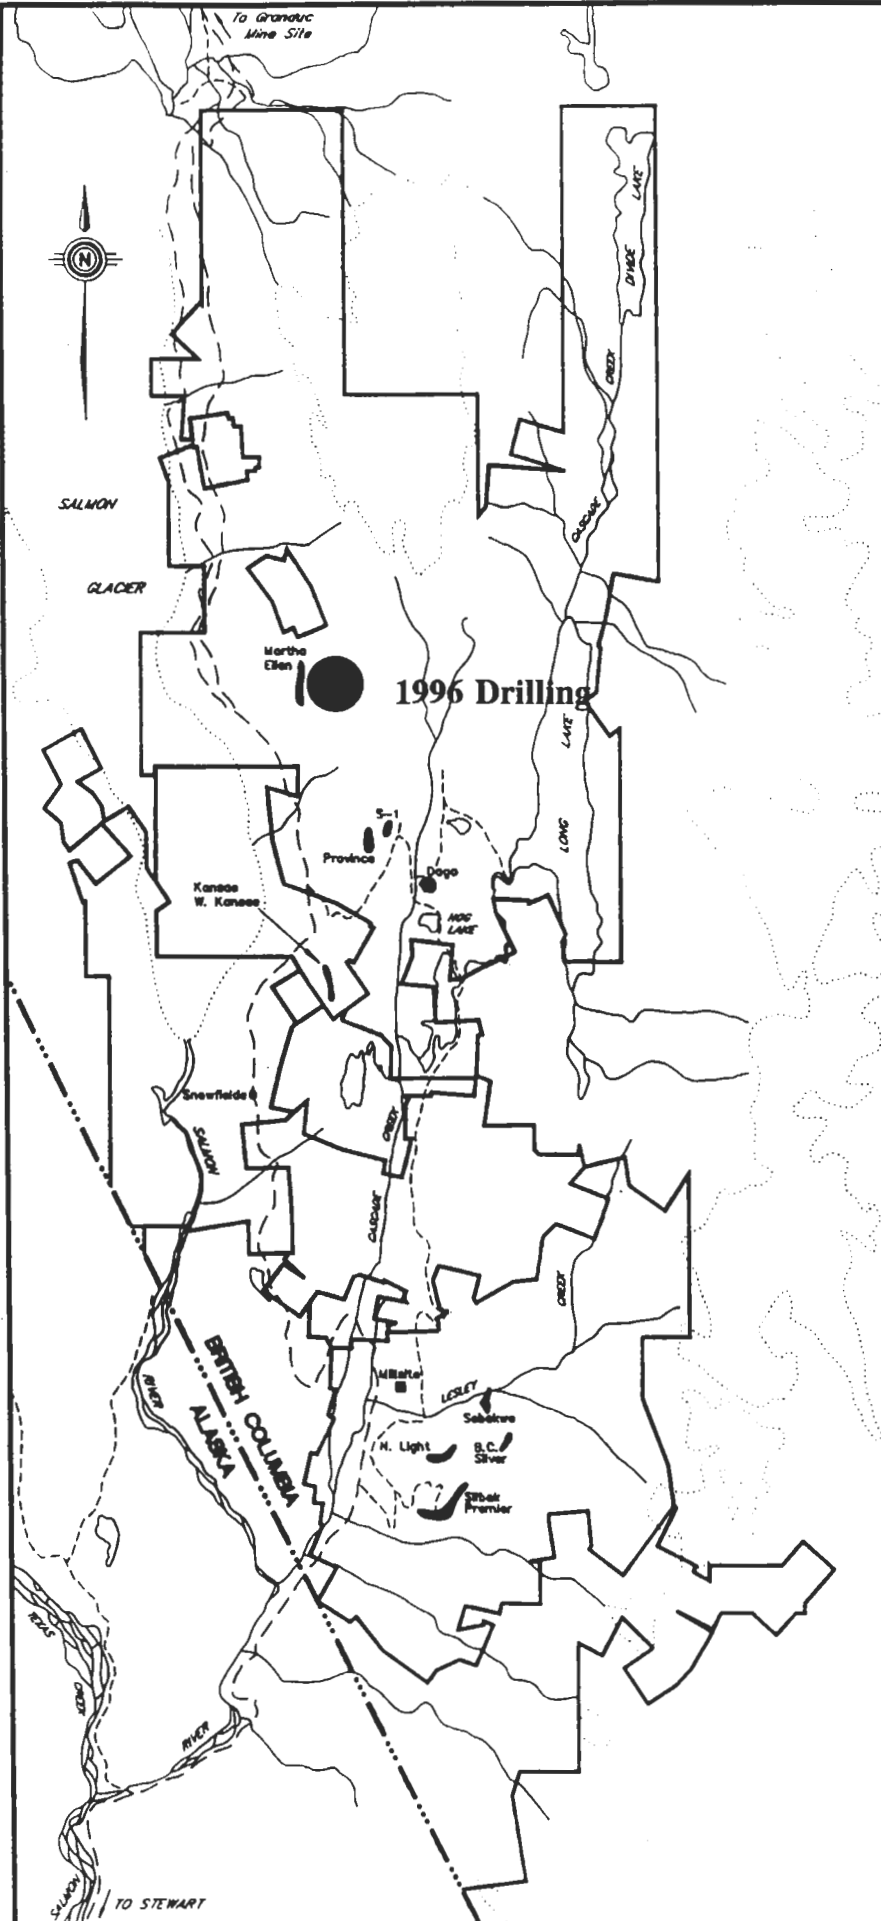 To Granduc
Mine Site
N
LAKE
DIVIDE
CREEK
CASCADE
SALMON
GLACIER
Martha
Ellen
1996 Drilling
LAKE
LONG
S-1
Province
Dago
Kansas
W. Kansas
HOG
LAKE
Snowfields
SALMON
CREEK
CASCADE
CREEK
BRITISH COLUMBIA
ALASKA
RIVER
Millsite
LESLEY
Sebakwe
N. Light
B.C.
Silver
Silbak
Premier
TEXAS
CREEK
RIVER
SALMON
TO STEWART